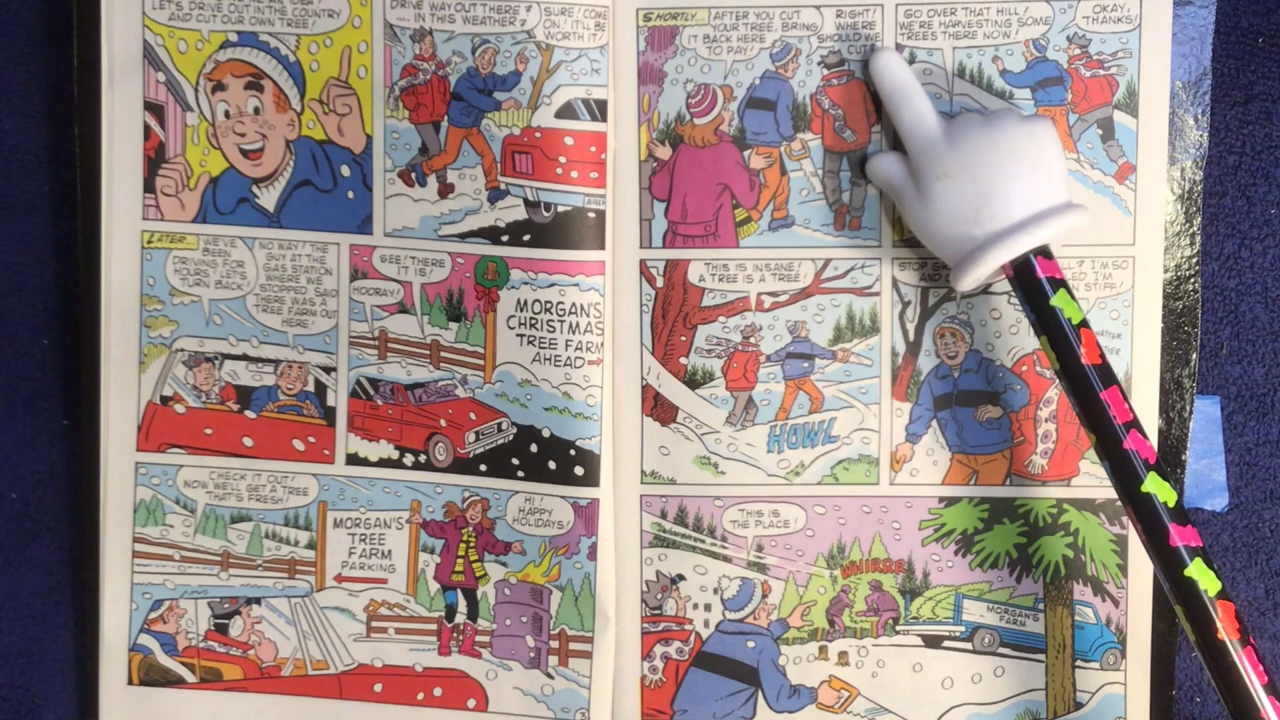 LET'S DRIVE OUT IN THE COUNTRY
AND CUT OUR OWN TREE!
DRIVE WAY OUT THERE?
... IN THIS WEATHER?
SURE! COME
ON! IT'LL BE
WORTH IT!
LATER...
WE'VE
BEEN
DRIVING FOR
HOURS! LET'S
TURN BACK!
NO WAY! THE
GUY AT THE
GAS STATION
WHERE WE
STOPPED SAID
THERE WAS A
TREE FARM OUT
HERE!
SEE! THERE
IT IS!
HOORAY!
MORGAN'S
CHRISTMAS
TREE FARM
AHEAD
CHECK IT OUT!
NOW WE'LL GET A TREE
THAT'S FRESH!
MORGAN'S
TREE
FARM
PARKING
HI!
HAPPY
HOLIDAYS!
3
SHORTLY...
AFTER YOU CUT
YOUR TREE, BRING
IT BACK HERE
TO PAY!
RIGHT!
WHERE
SHOULD WE
CUT
GO OVER THAT HILL!
WE'RE HARVESTING SOME
TREES THERE NOW!
OKAY,
THANKS!
THIS IS INSANE!
A TREE IS A TREE!
HOWL
STOP
AND
I'M SO
STIFF!
THIS IS
THE PLACE!
WHIRRR
MORGAN'S
FARM